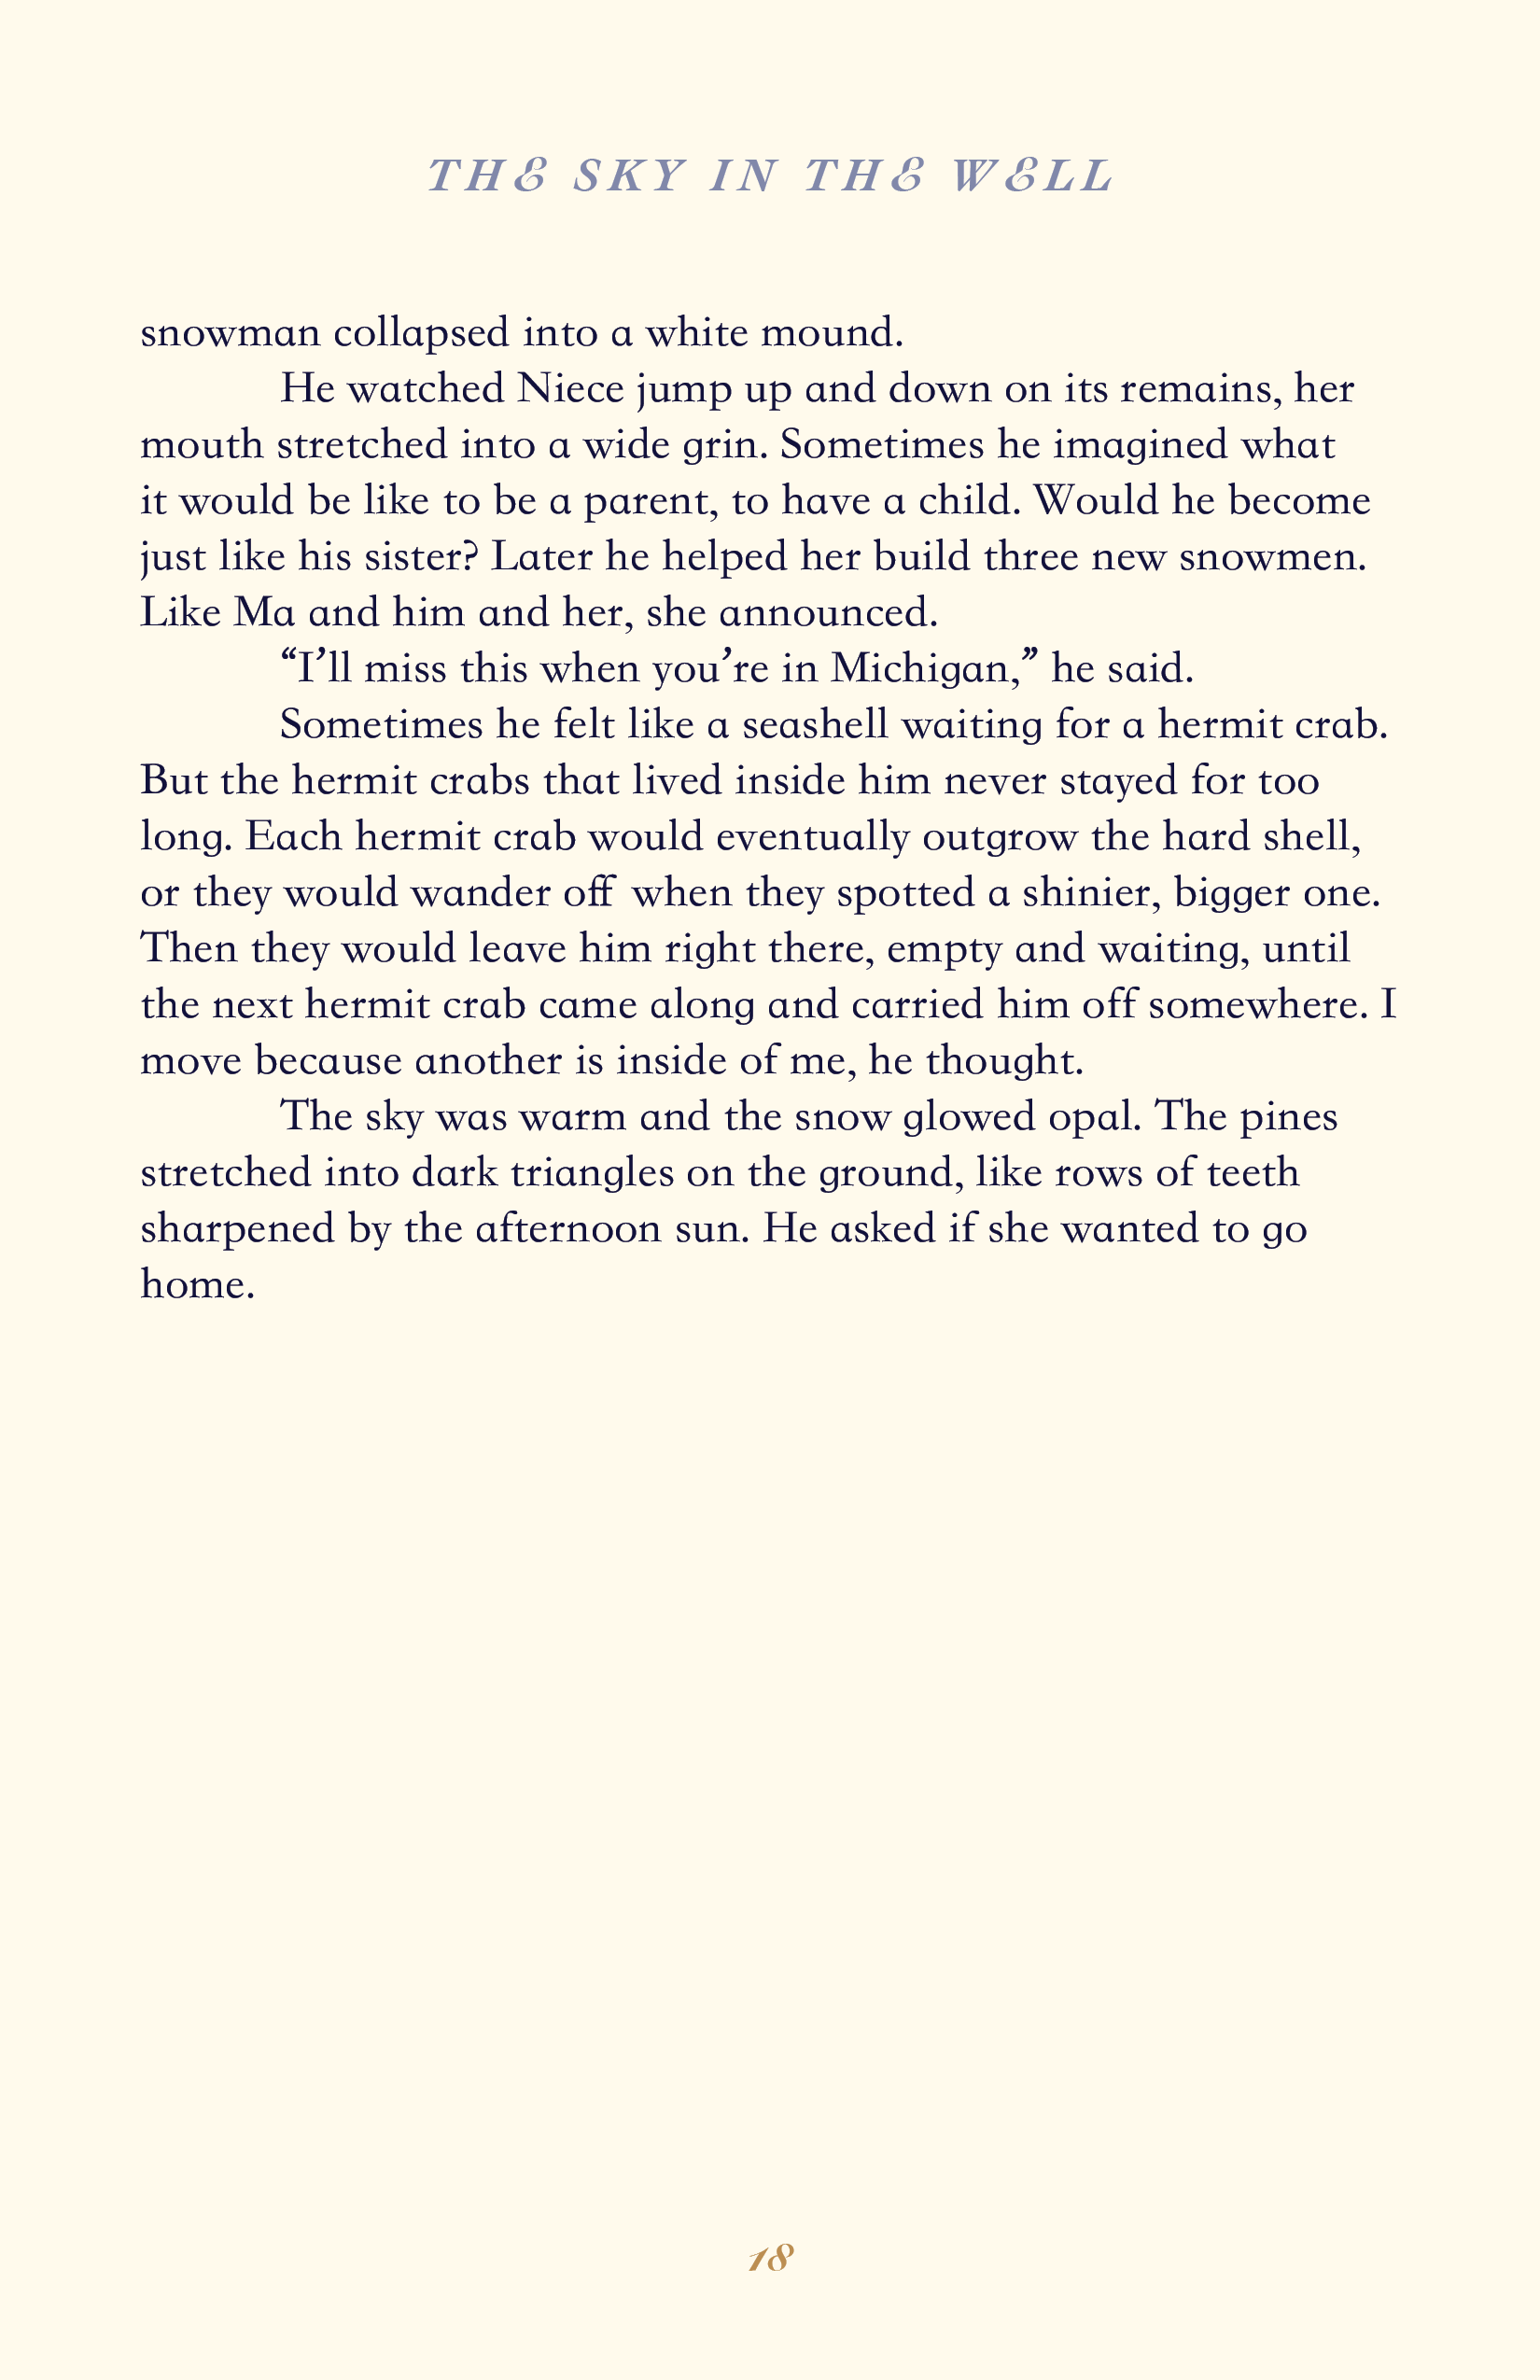 THE SKY IN THE WELL
snowman collapsed into a white mound.
He watched Niece jump up and down on its remains, her
mouth stretched into a wide grin. Sometimes he imagined what
it would be like to be a parent, to have a child. Would he become
just like his sister? Later he helped her build three new snowmen.
Like Ma and him and her, she announced.
“I’ll miss this when you’re in Michigan,” he said.
Sometimes he felt like a seashell waiting for a hermit crab.
But the hermit crabs that lived inside him never stayed for too
long. Each hermit crab would eventually outgrow the hard shell,
or they would wander off when they spotted a shinier, bigger one.
Then they would leave him right there, empty and waiting, until
the next hermit crab came along and carried him off somewhere. I
move because another is inside of me, he thought.
The sky was warm and the snow glowed opal. The pines
stretched into dark triangles on the ground, like rows of teeth
sharpened by the afternoon sun. He asked if she wanted to go
home.
18